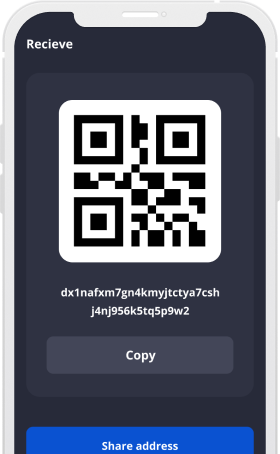 Recieve
dx1nafxm7gn4kmyjtctya7csh
j4nj956k5tq5p9w2
Copy
Share address